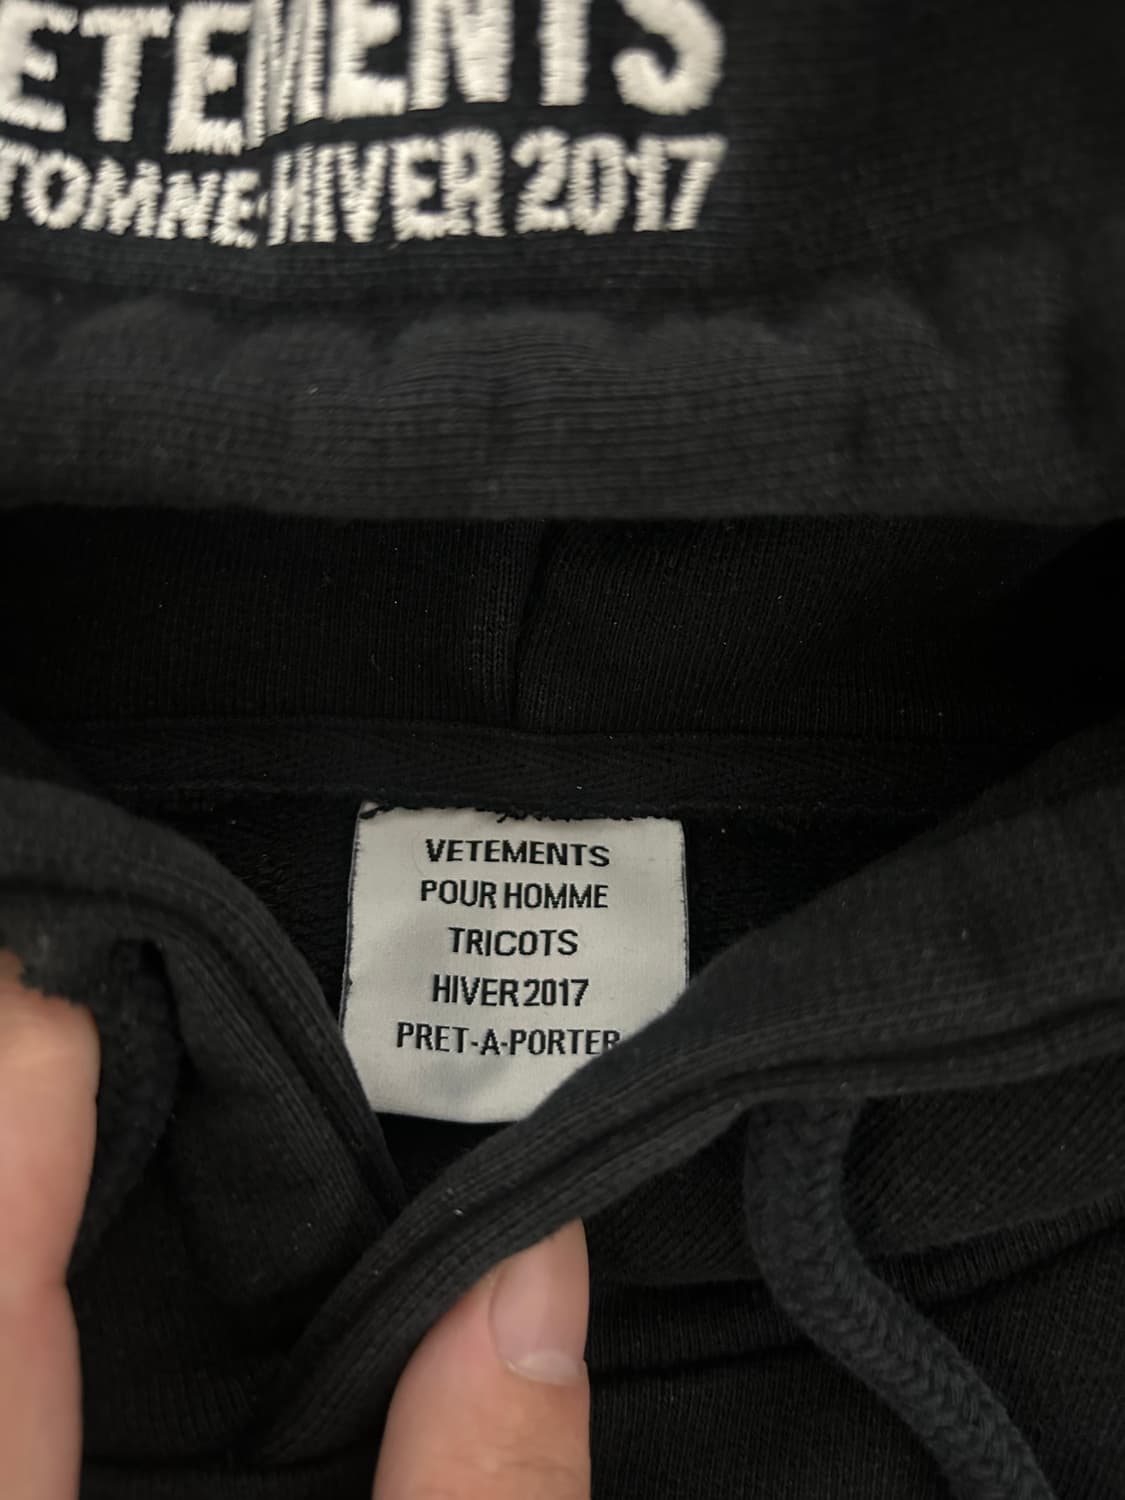 ETEMENTS
TOMNE-HIVER 2017
VETEMENTS
POUR HOMME
TRICOTS
HIVER 2017
PRET-A-PORTER